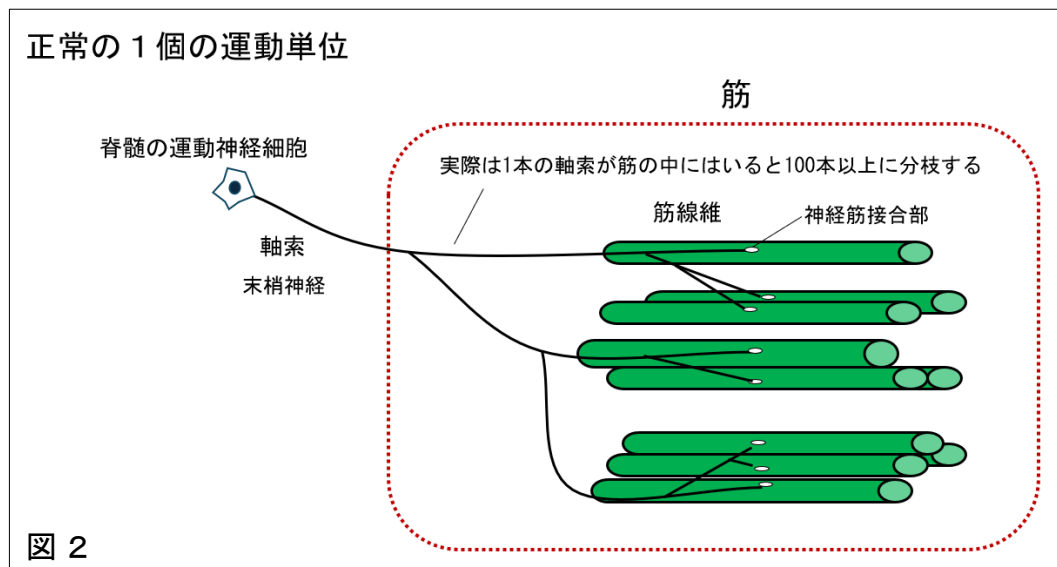 正常の１個の運動単位
筋
脊髄の運動神経細胞
実際は1本の軸索が筋の中にはいると100本以上に分枝する
筋線維
神経筋接合部
軸索
末梢神経
図２